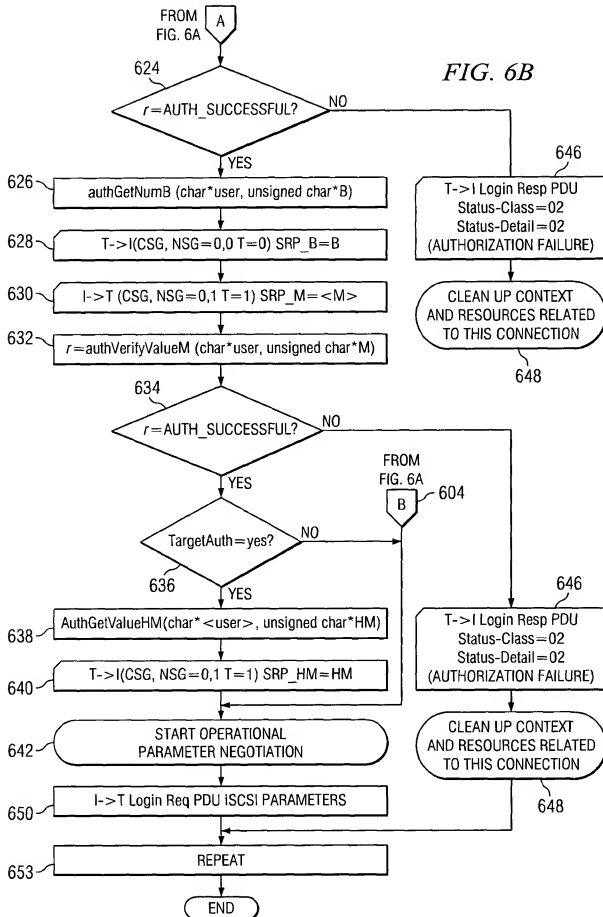 FROM
FIG. 6A
A
FIG. 6B
624
r=AUTH_SUCCESSFUL?
NO
YES
646
T->I Login Resp PDU
Status-Class=02
Status-Detail=02
(AUTHORIZATION FAILURE)
626
authGetNumB (char*user, unsigned char*B)
628
T->I(CSG, NSG=0,0 T=0) SRP_B=B
630
I->T (CSG, NSG=0,1 T=1) SRP_M=<M>
632
r=authVerifyValueM (char*user, unsigned char*M)
CLEAN UP CONTEXT
AND RESOURCES RELATED
TO THIS CONNECTION
648
634
r=AUTH_SUCCESSFUL?
NO
YES
FROM
FIG. 6A
B
604
TargetAuth=yes?
NO
636
YES
638
AuthGetValueHM(char*<user>, unsigned char*HM)
640
T->I(CSG, NSG=0,1 T=1) SRP_HM=HM
646
T->I Login Resp PDU
Status-Class=02
Status-Detail=02
(AUTHORIZATION FAILURE)
642
START OPERATIONAL
PARAMETER NEGOTIATION
CLEAN UP CONTEXT
AND RESOURCES RELATED
TO THIS CONNECTION
648
650
I->T Login Req PDU iSCSI PARAMETERS
653
REPEAT
END